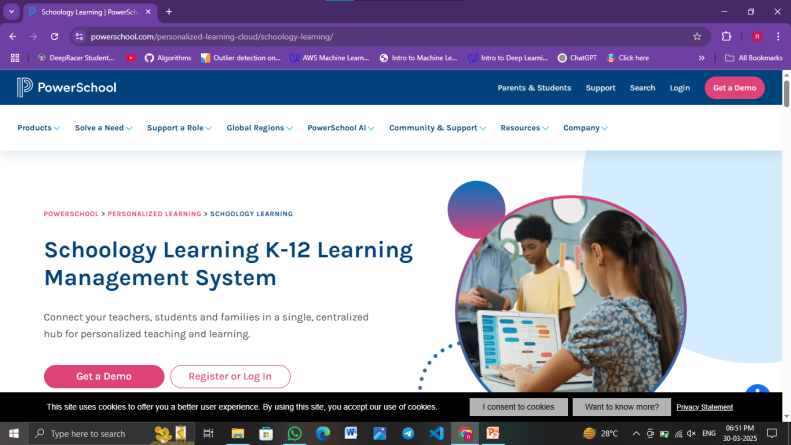 Schoology Learning | PowerSch
powerschool.com/personalized-learning-cloud/schoology-learning/
R
DeepRacer Student...
Algorithms
Outlier detection on...
AWS Machine Learn...
Intro to Machine Le...
Intro to Deep Learni...
ChatGPT
Click here
All Bookmarks
PowerSchool
Parents & Students
Support
Search
Login
Get a Demo
Products
Solve a Need
Support a Role
Global Regions
PowerSchool AI
Community & Support
Resources
Company
POWERSCHOOL > PERSONALIZED LEARNING > SCHOOLOGY LEARNING
Schoology Learning K-12 Learning
Management System
Connect your teachers, students and families in a single, centralized
hub for personalized teaching and learning.
Get a Demo
Register or Log In
This site uses cookies to offer you a better user experience. By using this site, you accept our use of cookies.
I consent to cookies
Want to know more?
Privacy Statement
Type here to search
28°C
ENG
06:51 PM
30-03-2025